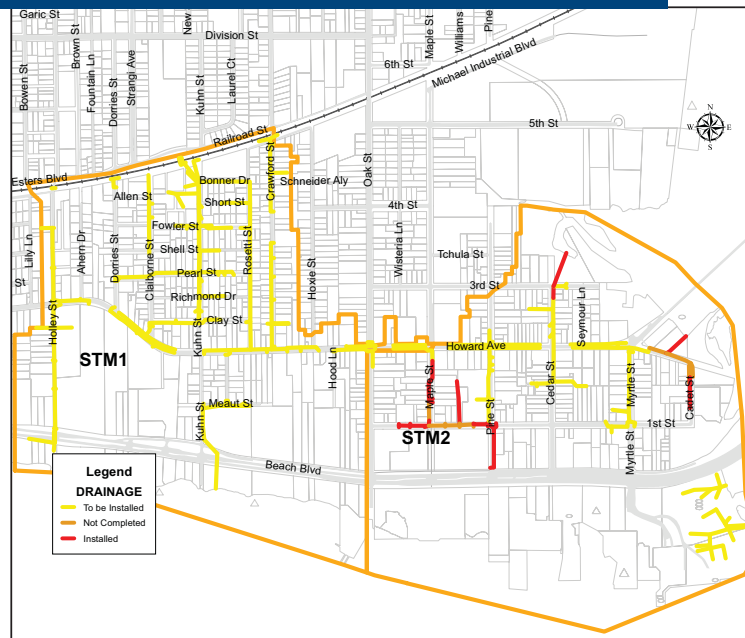 Garic St
Division St
Bowen St
Brown St
Fountain Ln
Dorries St
Strangi Ave
New
Kuhn St
Laurel Ct
Maple St
Williams
Pine
6th St
Michael Industrial Blvd
5th St
N
W E
S
Railroad St
Esters Blvd
Crawford St
Oak St
Bonner Dr
Schneider Aly
Allen St
Short St
4th St
Fowler St
Lilly Ln
Ahern Dr
Dorries St
Claiborne St
Shell St
Rosetti St
Hoxie St
Wisteria Ln
Tchula St
Pearl St
St
3rd St
Richmond Dr
Seymour Ln
Holley St
Clay St
Kuhn St
STM1
Hood Ln
Howard Ave
Maple St
Cedar St
Myrtle St
Cadet St
Meaut St
Kuhn St
STM2
Pine St
1st St
Myrtle St
Beach Blvd
Legend
DRAINAGE
To be Installed
Not Completed
Installed